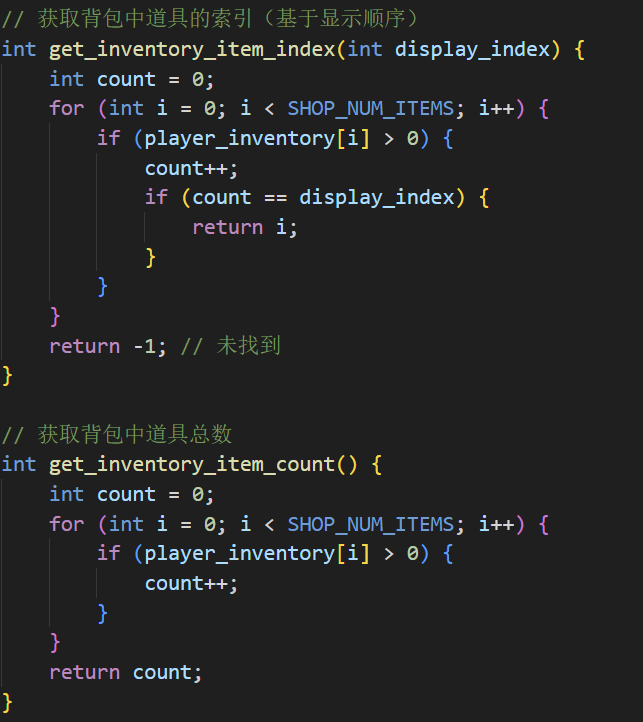 // 获取背包中道具的索引（基于显示顺序）
int get_inventory_item_index(int display_index) {
    int count = 0;
    for (int i = 0; i < SHOP_NUM_ITEMS; i++) {
        if (player_inventory[i] > 0) {
            count++;
            if (count == display_index) {
                return i;
            }
        }
    }
    return -1; // 未找到
}

// 获取背包中道具总数
int get_inventory_item_count() {
    int count = 0;
    for (int i = 0; i < SHOP_NUM_ITEMS; i++) {
        if (player_inventory[i] > 0) {
            count++;
        }
    }
    return count;
}